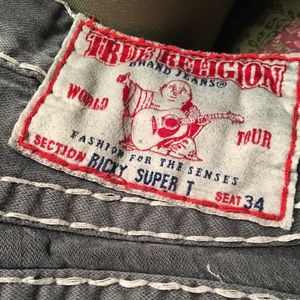 TRUE RELIGION
BRAND JEANS®
WORLD TOUR
FASHION FOR THE SENSES
SECTION RICKY SUPER T SEAT 34